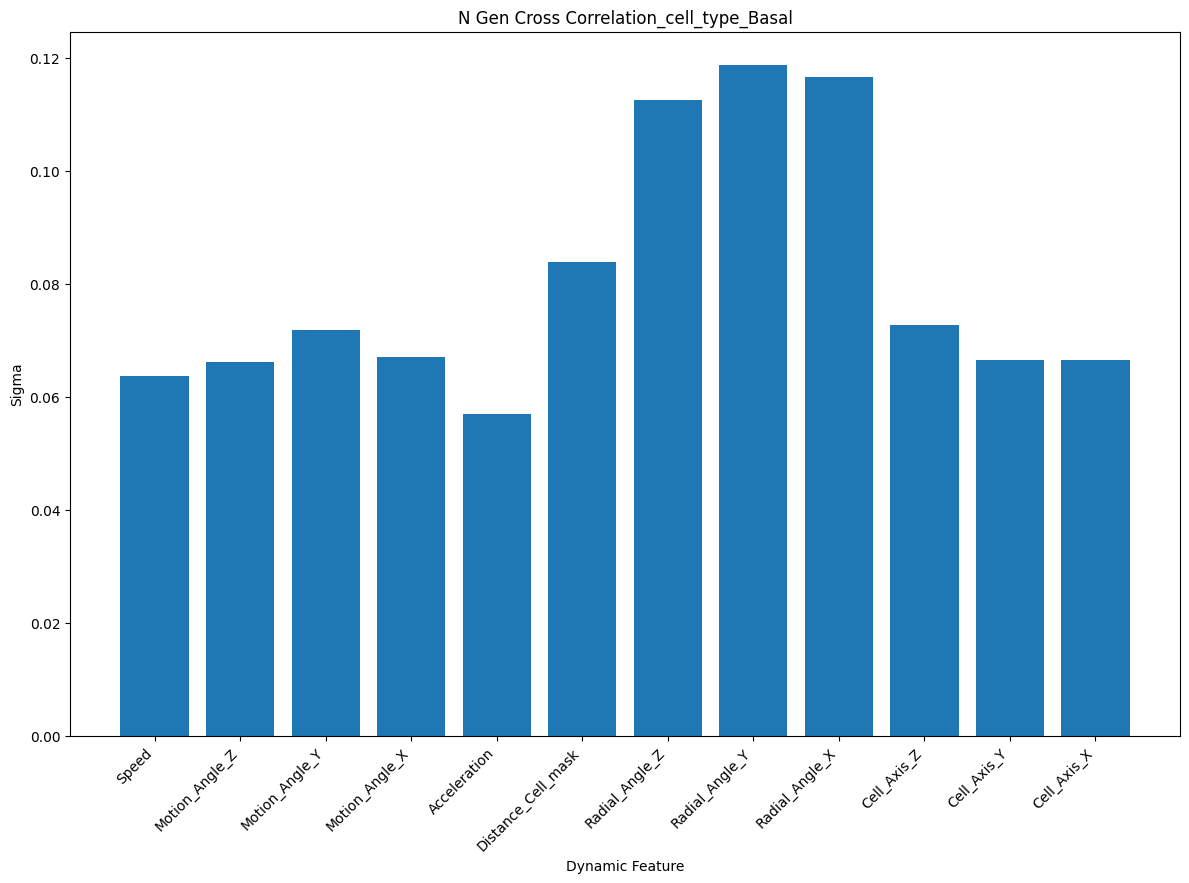 N Gen Cross Correlation_cell_type_Basal
0.12
0.10
0.08
0.06
0.04
0.02
0.00
Sigma
Speed
Motion_Angle_Z
Motion_Angle_Y
Motion_Angle_X
Acceleration
Distance_Cell_mask
Radial_Angle_Z
Radial_Angle_Y
Radial_Angle_X
Cell_Axis_Z
Cell_Axis_Y
Cell_Axis_X
Dynamic Feature